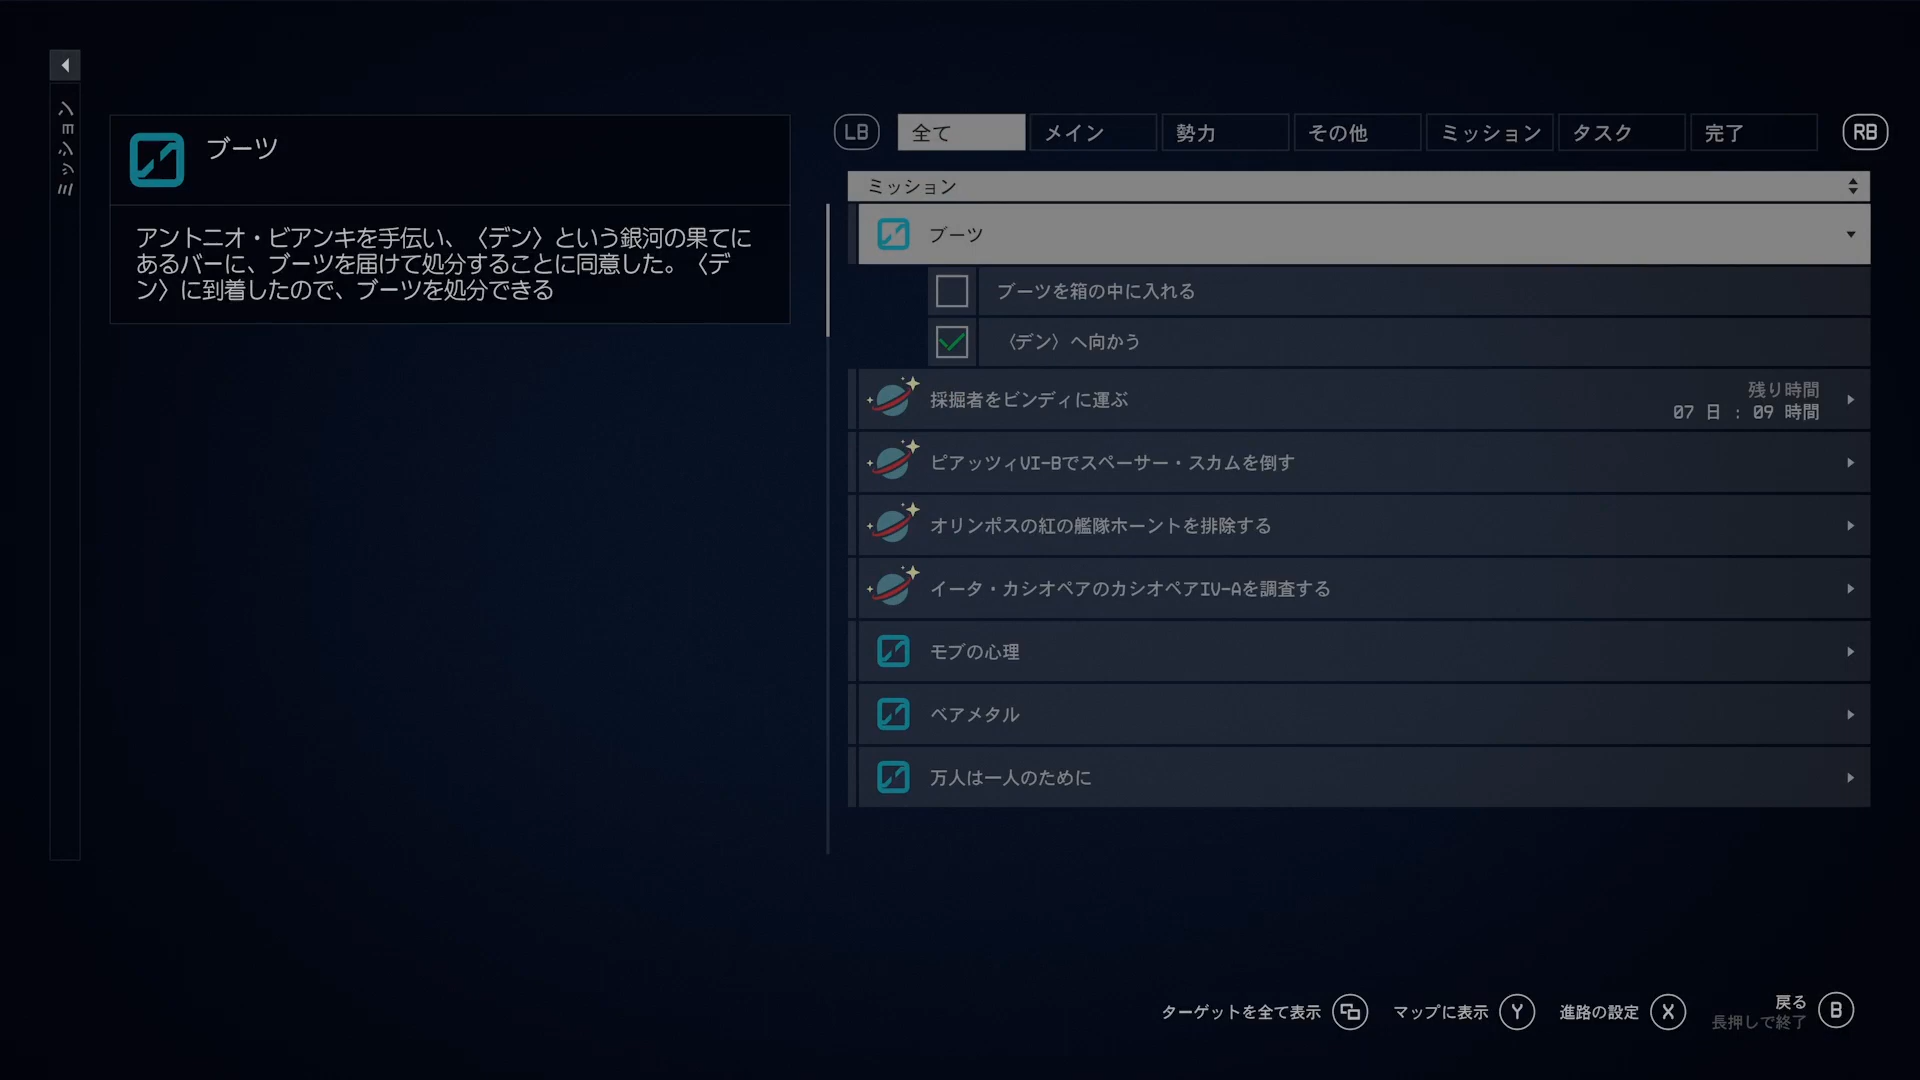 ミッション
ブーツ
アントニオ・ビアンキを手伝い、〈デン〉という銀河の果てに
あるバーに、ブーツを届けて処分することに同意した。〈デ
ン〉に到着したので、ブーツを処分できる
LB
全て
メイン
勢力
その他
ミッション
タスク
完了
RB
ミッション
ブーツ
ブーツを箱の中に入れる
〈デン〉へ向かう
採掘者をビンディに運ぶ
残り時間
07 日 : 09 時間
ピアッツィVI-Bでスペーサー・スカムを倒す
オリンポスの紅の艦隊ホーントを排除する
イータ・カシオペアのカシオペアIV-Aを調査する
モブの心理
ベアメタル
万人は一人のために
ターゲットを全て表示
マップに表示 Y
進路の設定 X
戻る B
長押しで終了